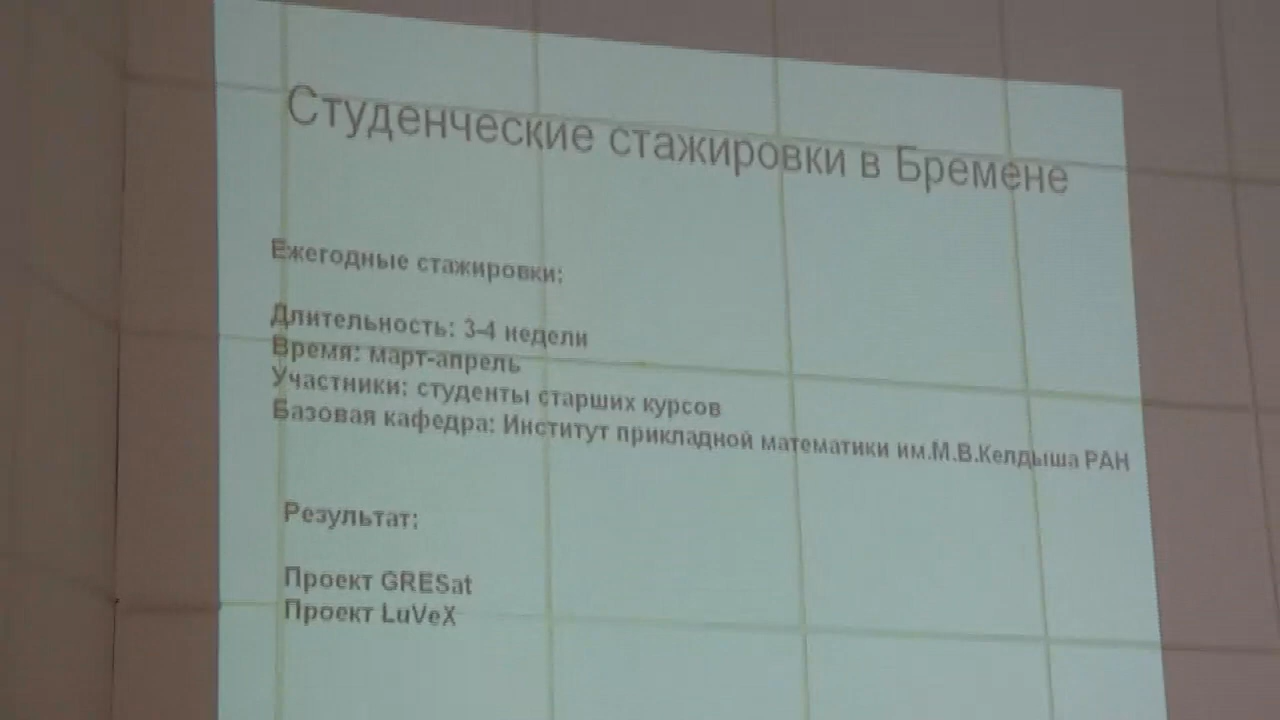 Студенческие стажировки в Бремене
Ежегодные стажировки:
Длительность: 3-4 недели
Время: март-апрель
Участники: студенты старших курсов
Базовая кафедра: Институт прикладной математики им.М.В.Келдыша РАН
Результат:
Проект GRESat
Проект LuVeX